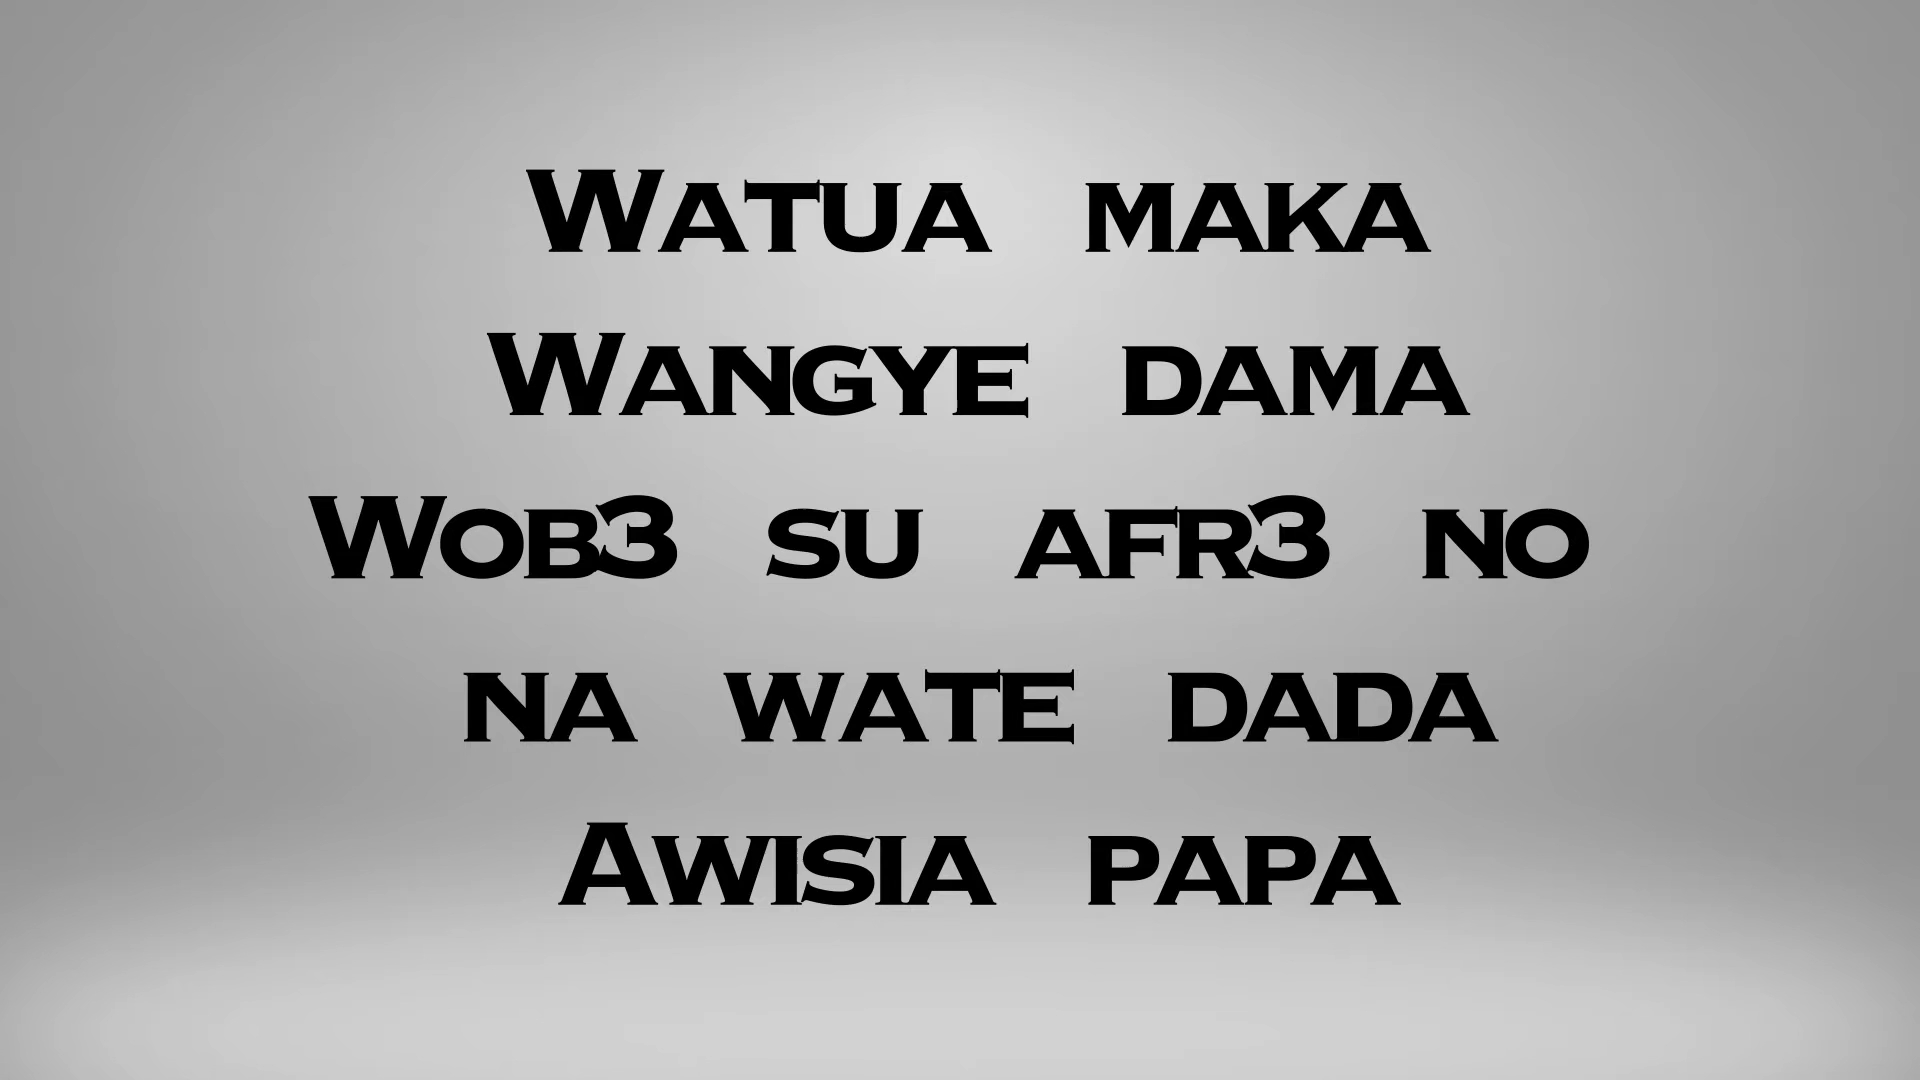 Watua maka
Wangye dama
Wob3 su afr3 no
na wate dada
Awisia papa